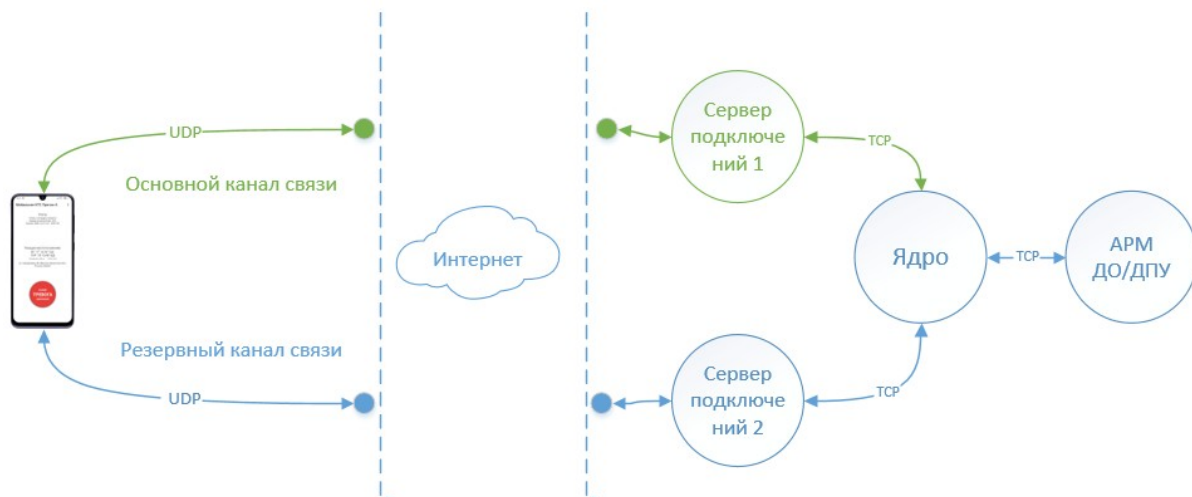 UDP
Основной канал связи
Сервер
подключе
ний 1
TCP
ТРЕВОГА
Интернет
Ядро
TCP
АРМ
ДО/ДПУ
Резервный канал связи
UDP
Сервер
подключе
ний 2
TCP